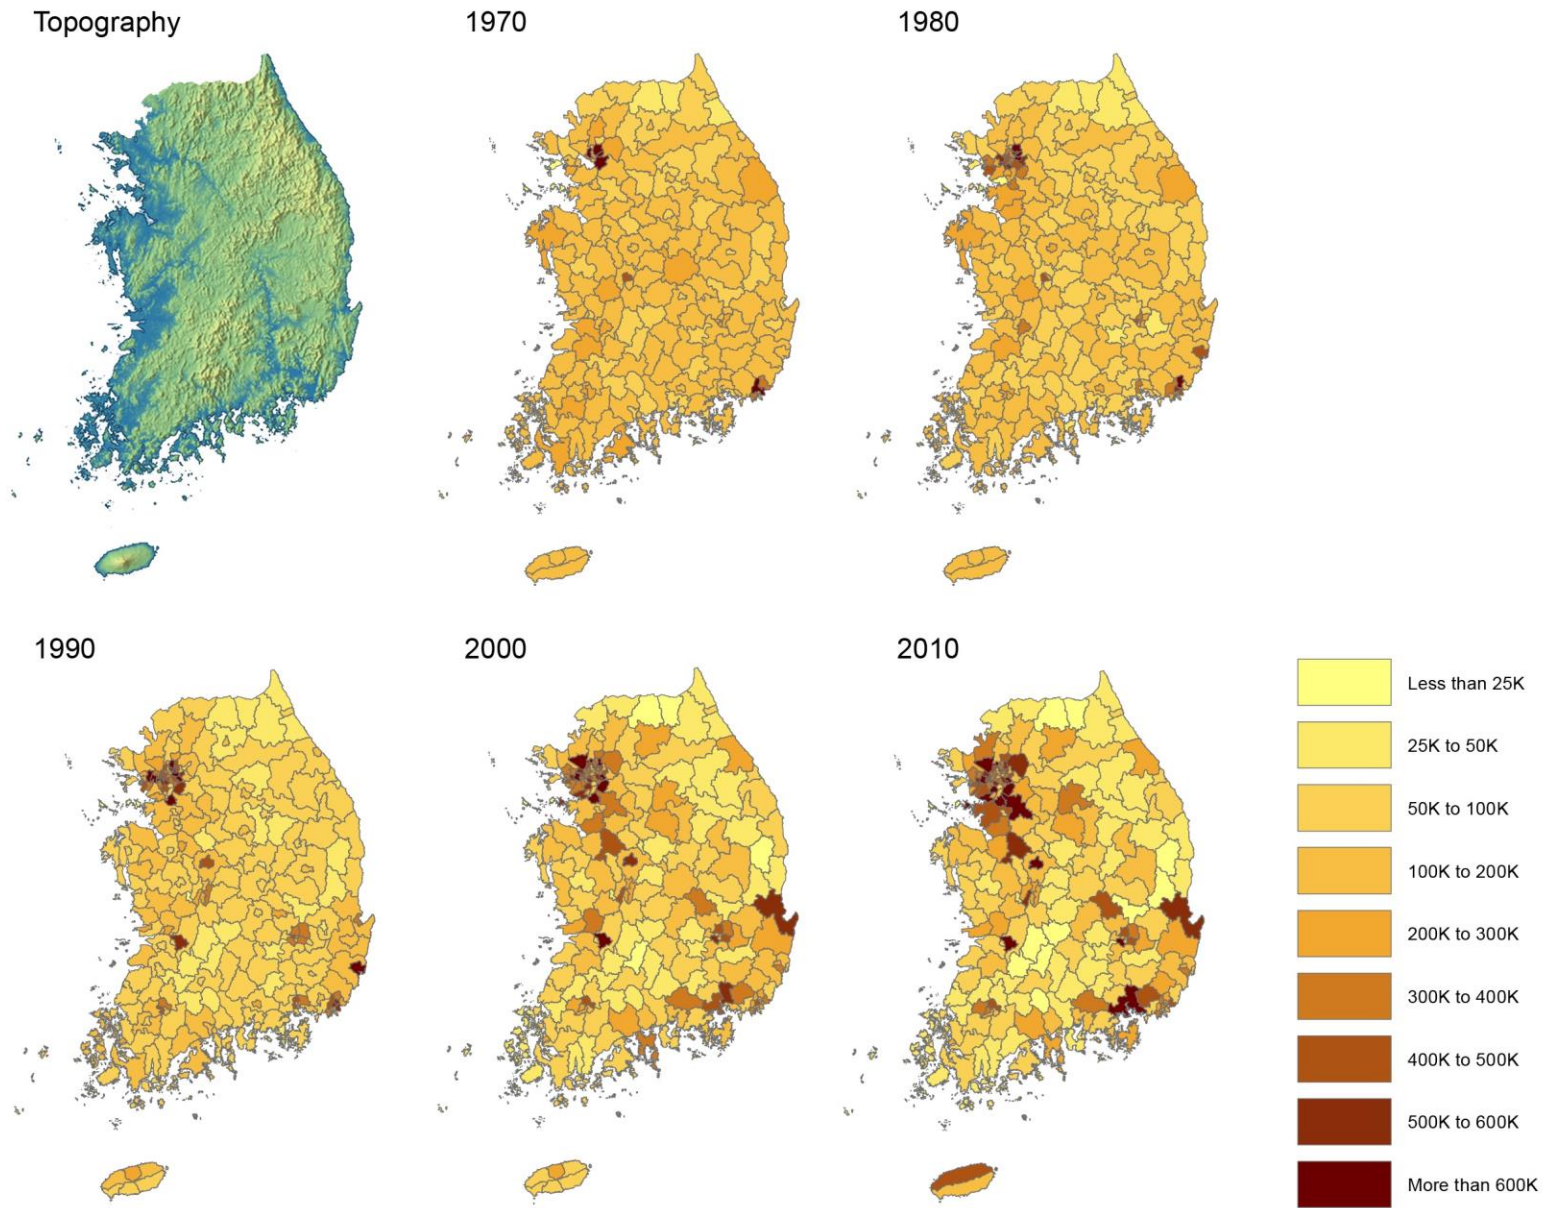 Topography
1970
1980
1990
2000
2010
Less than 25K
25K to 50K
50K to 100K
100K to 200K
200K to 300K
300K to 400K
400K to 500K
500K to 600K
More than 600K